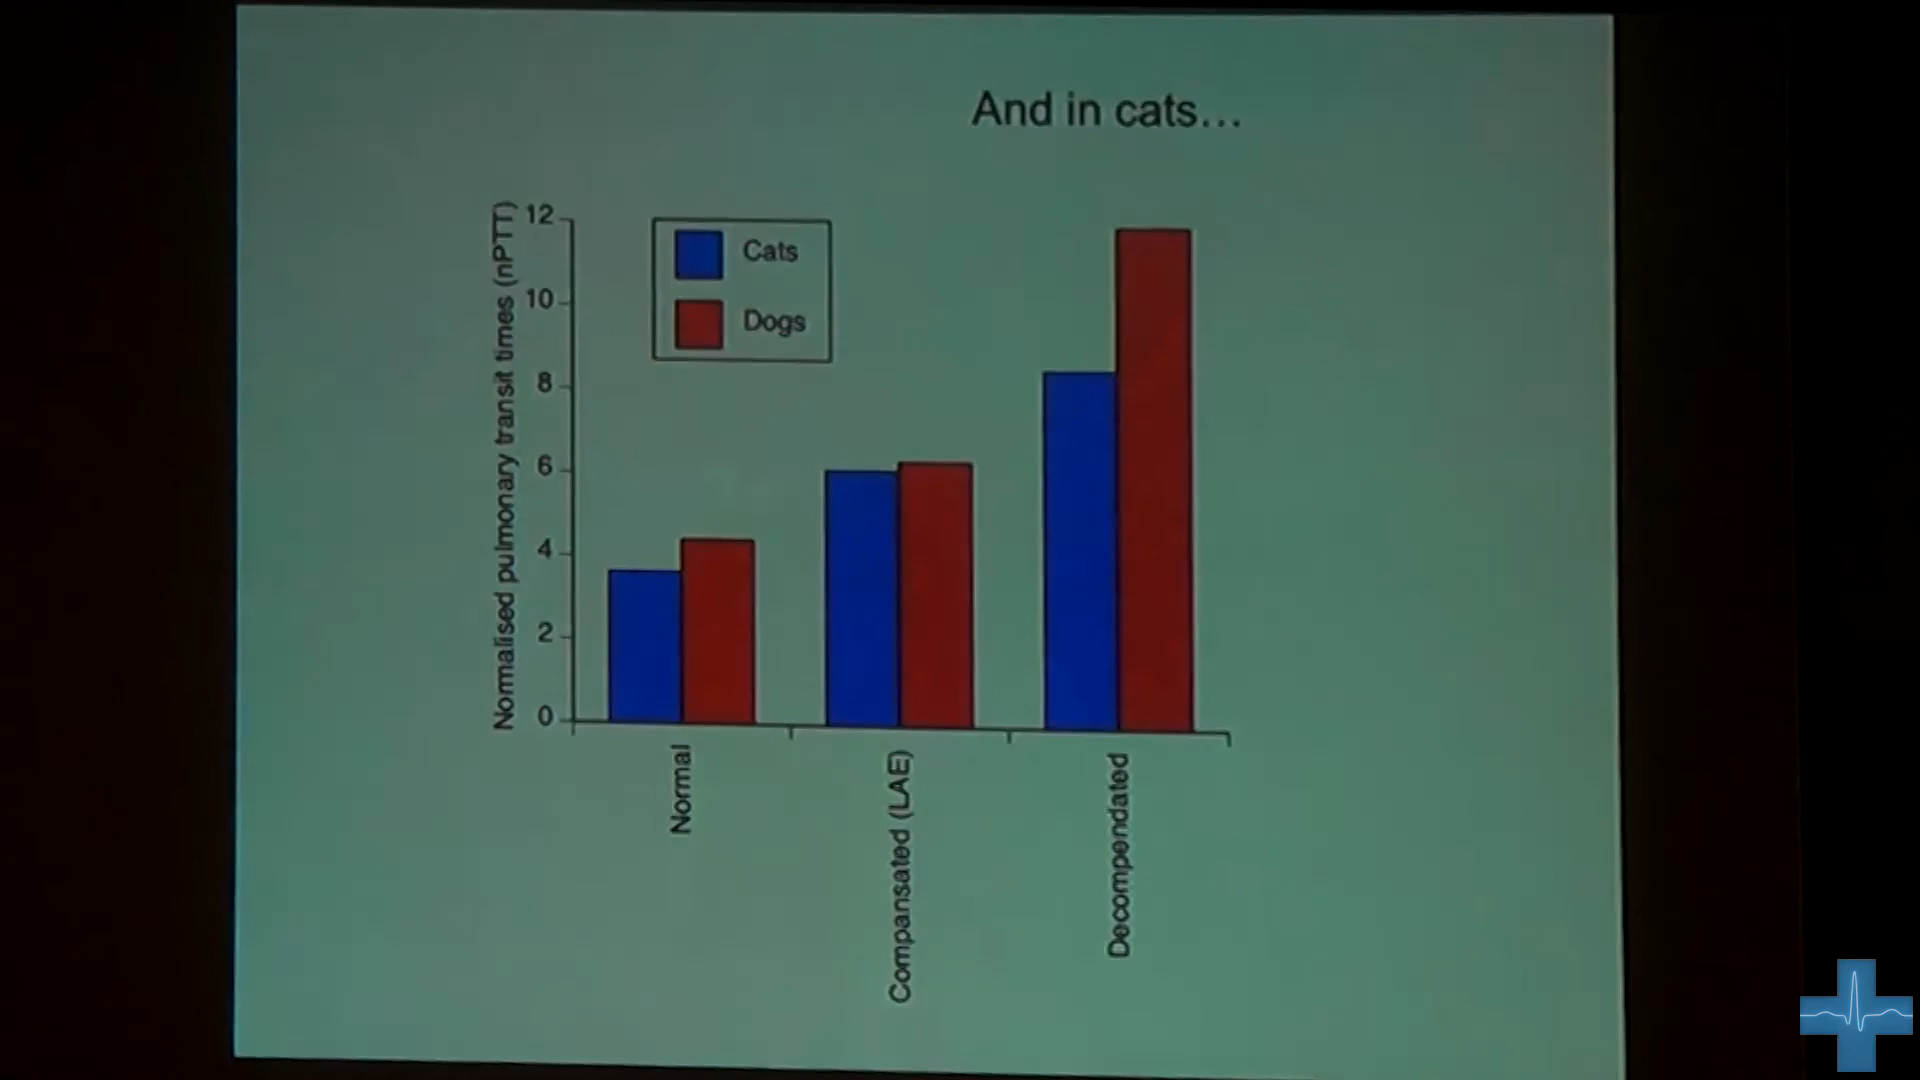 And in cats...
Normalised pulmonary transit times (nPTT)
12
10
8
6
4
2
0
Cats
Dogs
Normal
Compansated (LAE)
Decompendated